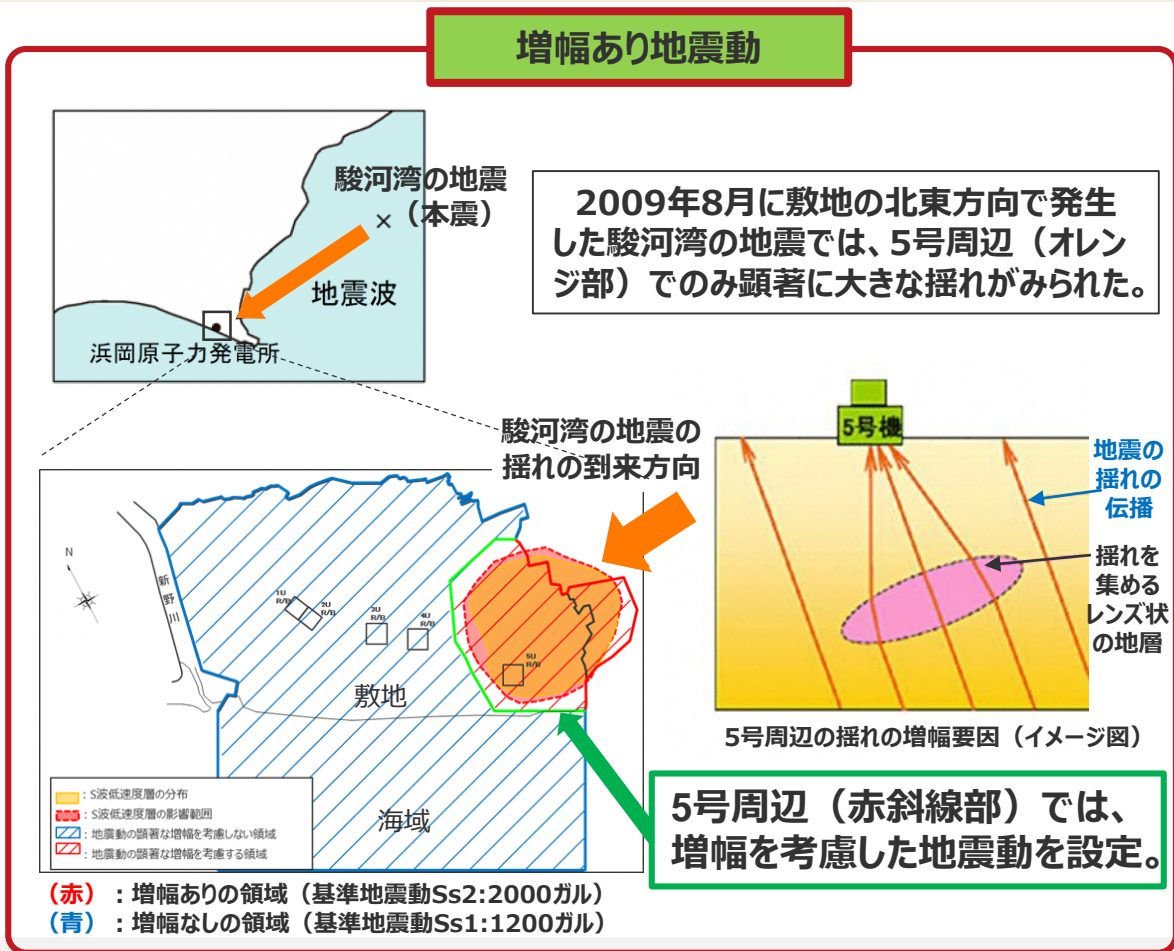 増幅あり地震動
駿河湾の地震
×（本震）
地震波
浜岡原子力発電所
2009年8月に敷地の北東方向で発生
した駿河湾の地震では、5号周辺（オレン
ジ部）でのみ顕著に大きな揺れがみられた。
駿河湾の地震の
揺れの到来方向
N
新野川
1U
R/B
2U
R/B
3U
R/B
4U
R/B
5U
R/B
敷地
海域
：S波低速度層の分布
：S波低速度層の影響範囲
：地震動の顕著な増幅を考慮しない領域
：地震動の顕著な増幅を考慮する領域
5号機
地震の
揺れの
伝播
揺れを
集める
レンズ状
の地層
5号周辺の揺れの増幅要因（イメージ図）
5号周辺（赤斜線部）では、
増幅を考慮した地震動を設定。
（赤）：増幅ありの領域（基準地震動Ss2:2000ガル）
（青）：増幅なしの領域（基準地震動Ss1:1200ガル）